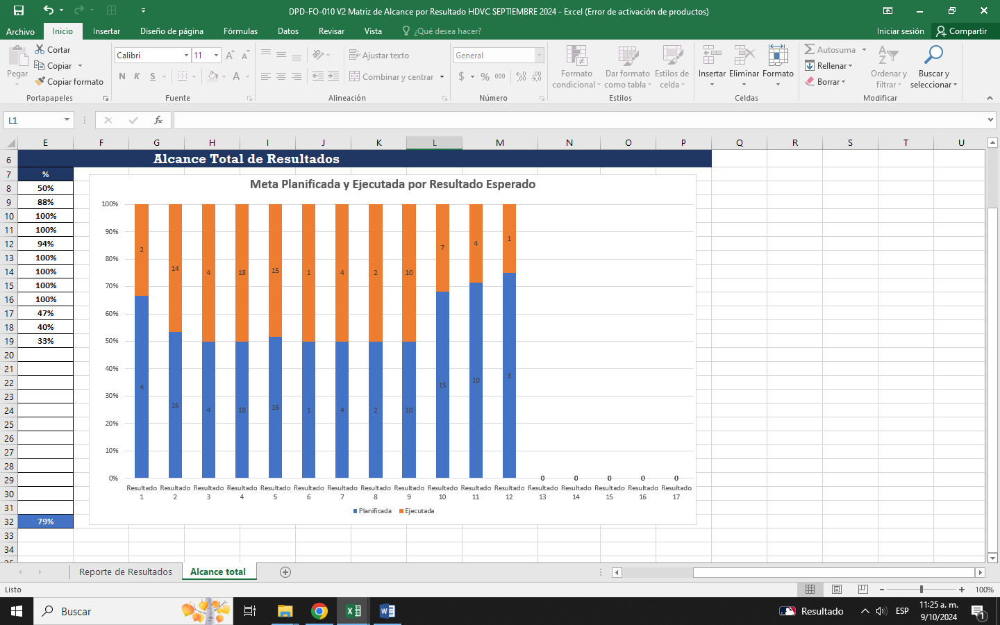 DPD-FO-010 V2 Matriz de Alcance por Resultado HDVC SEPTIEMBRE 2024 - Excel (Error de activación de productos)
Archivo Inicio Insertar Diseño de página Fórmulas Datos Revisar Vista ¿Qué desea hacer? Iniciar sesión Compartir
Pegar
Cortar
Copiar
Copiar formato
Portapapeles
Calibri 11
N K S A
Fuente
Ajustar texto
Combinar y centrar
Alineación
General
$ % 000
Número
Formato condicional
Dar formato como tabla
Estilos de celda
Estilos
Insertar Eliminar Formato
Celdas
Autosuma
Rellenar
Borrar
Ordenar y filtrar
Buscar y seleccionar
Modificar
L1 fx
E F G H I J K L M N O P Q R S T U
6 Alcance Total de Resultados
7 %
8 50%
9 88%
10 100%
11 100%
12 94%
13 100%
14 100%
15 100%
16 100%
17 47%
18 40%
19 33%
20
21
22
23
24
25
26
27
28
29
30
31
32 79%
33
34
Meta Planificada y Ejecutada por Resultado Esperado
100%
90%
80%
70%
60%
50%
40%
30%
20%
10%
0%
2 14 4 18 15 1 4 2 10 7 4 1
4 16 4 18 16 1 4 2 10 15 10 3
0 0 0 0 0
Resultado 1
Resultado 2
Resultado 3
Resultado 4
Resultado 5
Resultado 6
Resultado 7
Resultado 8
Resultado 9
Resultado 10
Resultado 11
Resultado 12
Resultado 13
Resultado 14
Resultado 15
Resultado 16
Resultado 17
Planificada Ejecutada
Reporte de Resultados Alcance total
Listo 100%
Buscar
Resultado
ESP
11:25 a. m.
9/10/2024
1